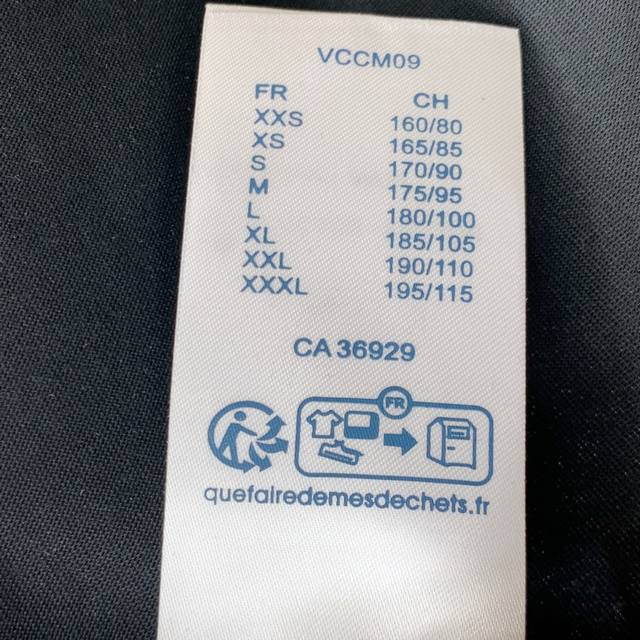 VCCM09
FR CH
XXS 160/80
XS 165/85
S 170/90
M 175/95
L 180/100
XL 185/105
XXL 190/110
XXXL 195/115
CA 36929
FR
quefairedemesdechets.fr